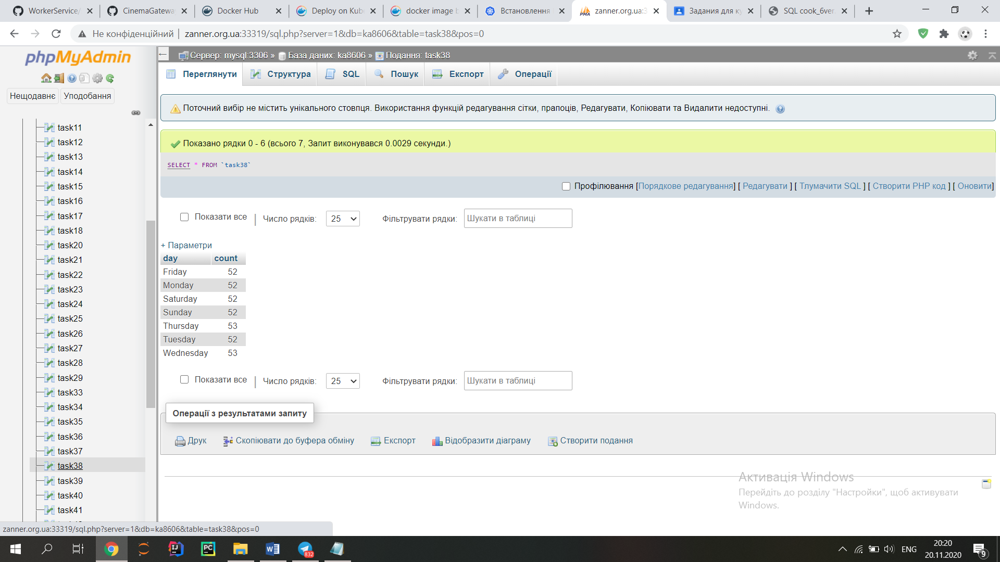 WorkerService/
CinemaGatewa
Docker Hub
Deploy on Kub
docker image b
Встановлення
zanner.org.ua:3
Задания для ку
SQL cook_6ver
Не конфіденційний
zanner.org.ua:33319/sql.php?server=1&db=ka8606&table=task38&pos=0
phpMyAdmin
Нещодавнє
Уподобання
task11
task12
task13
task14
task15
task16
task17
task18
task20
task21
task22
task23
task24
task25
task26
task27
task28
task29
task33
task34
task35
task36
task37
task38
task39
task40
task41
Сервер: mysql:3306 » База даних: ka8606 » Подання: task38
Переглянути
Структура
SQL
Пошук
Експорт
Операції
Поточний вибір не містить унікального стовпця. Використання функцій редагування сітки, прапоців, Редагувати, Копіювати та Видалити недоступні.
Показано рядки 0 - 6 (всього 7, Запит виконувався 0.0029 секунди.)
SELECT * FROM `task38`
Профілювання [Порядкове редагування] [ Редагувати ] [ Тлумачити SQL ] [ Створити PHP код ] [ Оновити]
Показати все | Число рядків: 25 Фільтрувати рядки: Шукати в таблиці
+ Параметри
day count
Friday 52
Monday 52
Saturday 52
Sunday 52
Thursday 53
Tuesday 52
Wednesday 53
Показати все | Число рядків: 25 Фільтрувати рядки: Шукати в таблиці
Операції з результатами запиту
Друк
Скопіювати до буфера обміну
Експорт
Відобразити діаграму
Створити подання
Активація Windows
Перейдіть до розділу "Настройки", щоб активувати
Windows.
zanner.org.ua:33319/sql.php?server=1&db=ka8606&table=task38&pos=0
832
ENG
20:20
20.11.2020
9